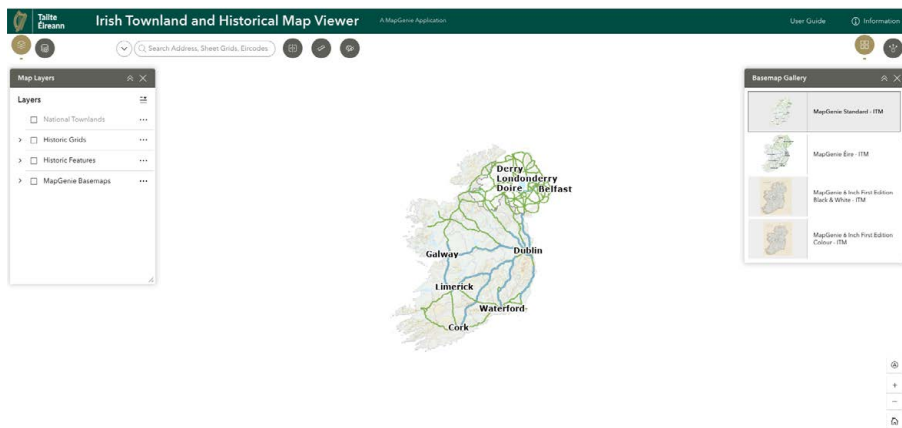 Tailte
Éireann
Irish Townland and Historical Map Viewer
A MapGenie Application
User Guide
Information
Search Address, Sheet Grids, Eircodes
Map Layers
Layers
National Townlands
Historic Grids
Historic Features
MapGenie Basemaps
Derry
Londonderry
Doire
Belfast
Galway
Dublin
Limerick
Waterford
Cork
Basemap Gallery
MapGenie Standard - ITM
MapGenie Éire - ITM
MapGenie 6 Inch First Edition
Black & White - ITM
MapGenie 6 Inch First Edition
Colour - ITM